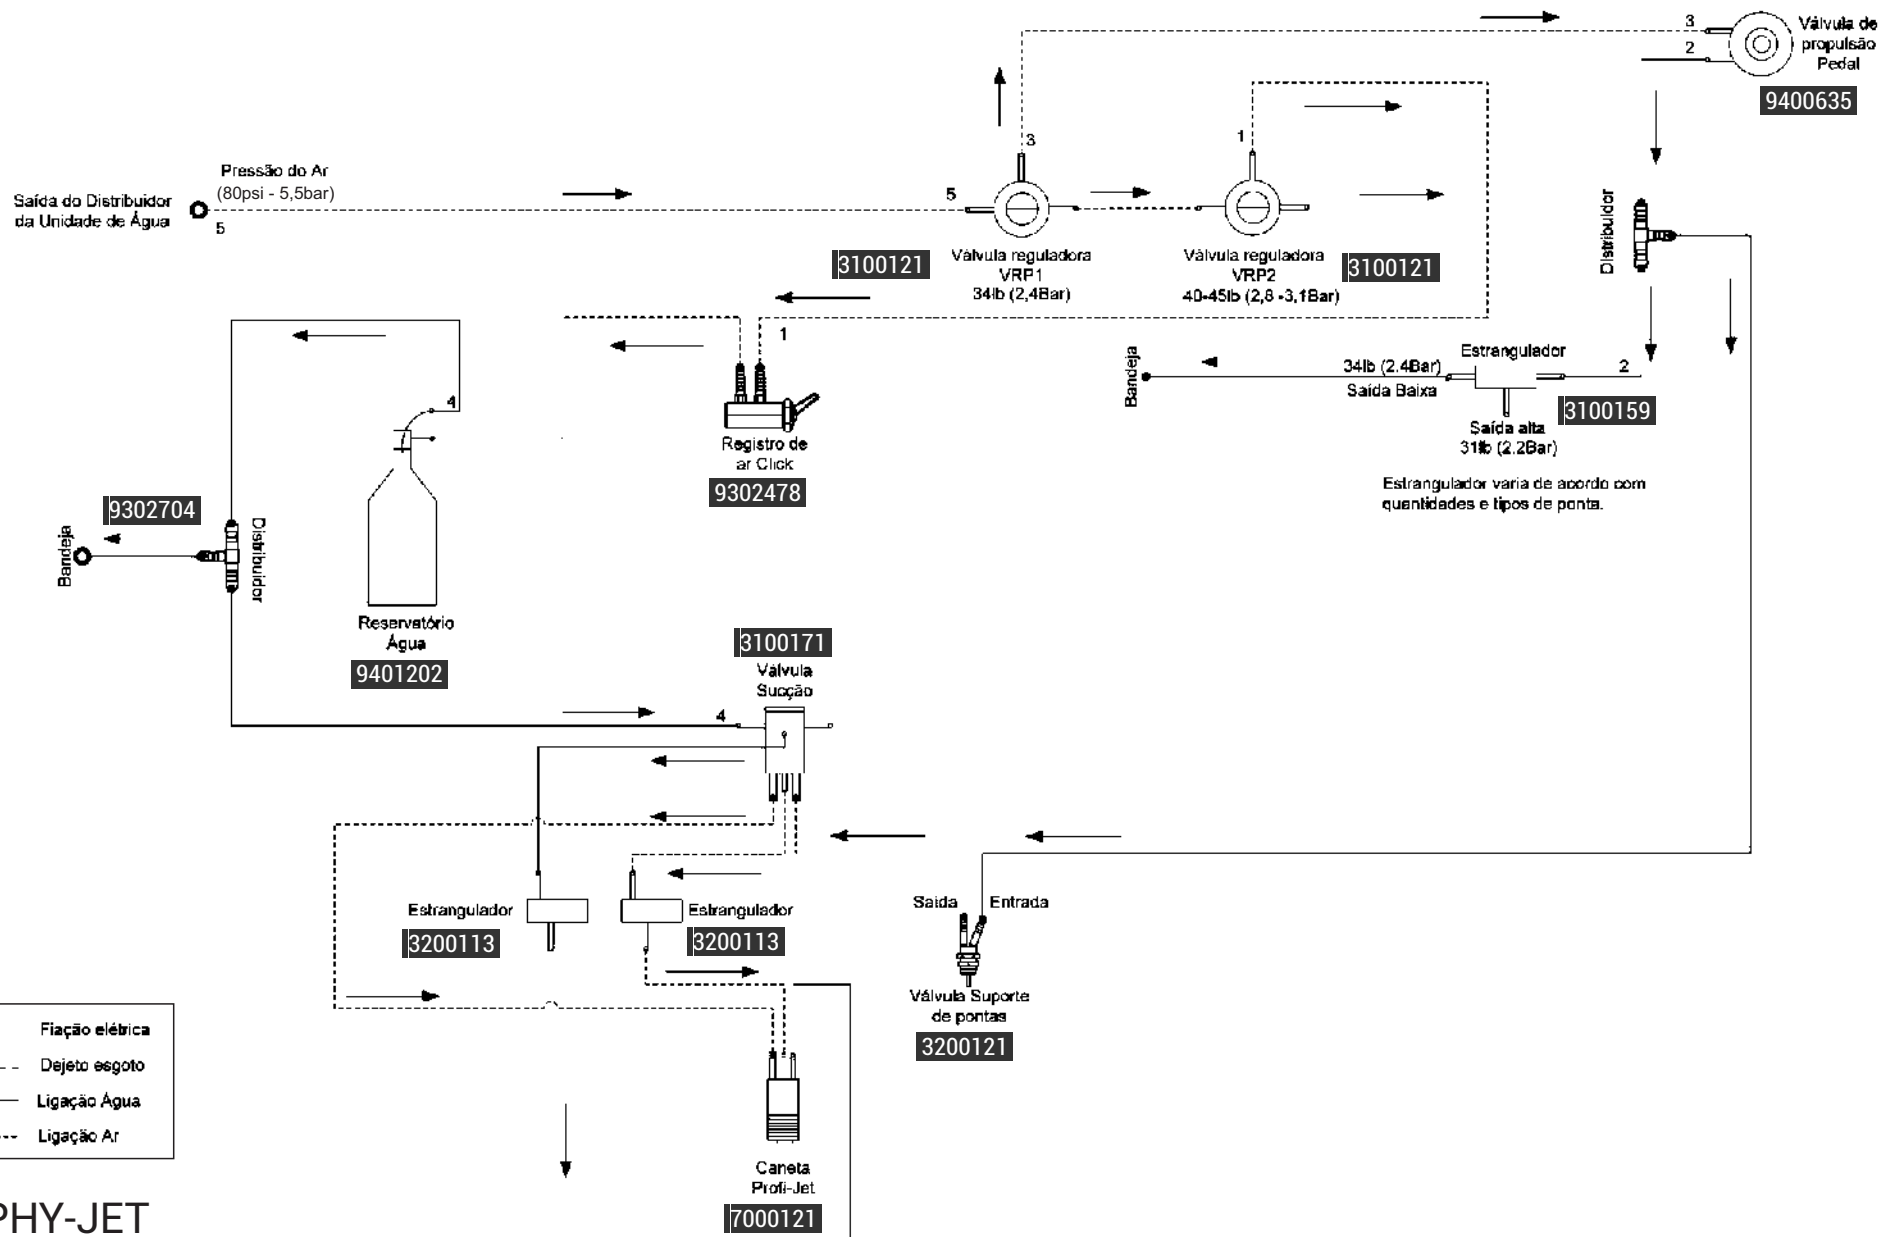 3
2
Válvula de
propulsão
Pedal
9400635
3
1
Pressão do Ar
(80psi - 5,5bar)
Saída do Distribuidor
da Unidade de Água
5
5
Válvula reguladora
VRP1
34lb (2,4Bar)
3100121
Válvula reguladora
VRP2
40-45lb (2,8 -3,1Bar)
3100121
Distribuidor
1
Registro de
ar Click
9302478
Bandeja
34lb (2.4Bar)
Saída Baixa
Estrangulador
2
3100159
Saída alta
31lb (2.2Bar)
Estrangulador varia de acordo com
quantidades e tipos de ponta.
4
9302704
Bandeja
Distribuidor
Reservatório
Água
9401202
3100171
Válvula
Sucção
4
Estrangulador
3200113
Estrangulador
3200113
Saída
Entrada
Válvula Suporte
de pontas
3200121
Fiação elétrica
Dejeto esgoto
Ligação Água
Ligação Ar
Caneta
Profi-Jet
7000121
PHY-JET